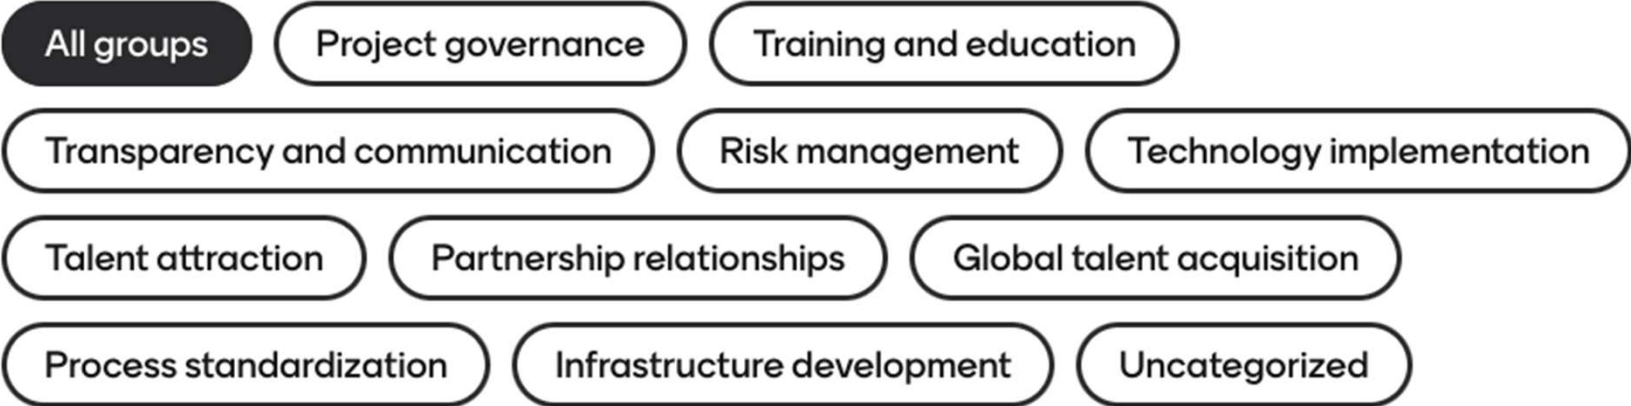 All groups Project governance Training and education
Transparency and communication Risk management Technology implementation
Talent attraction Partnership relationships Global talent acquisition
Process standardization Infrastructure development Uncategorized